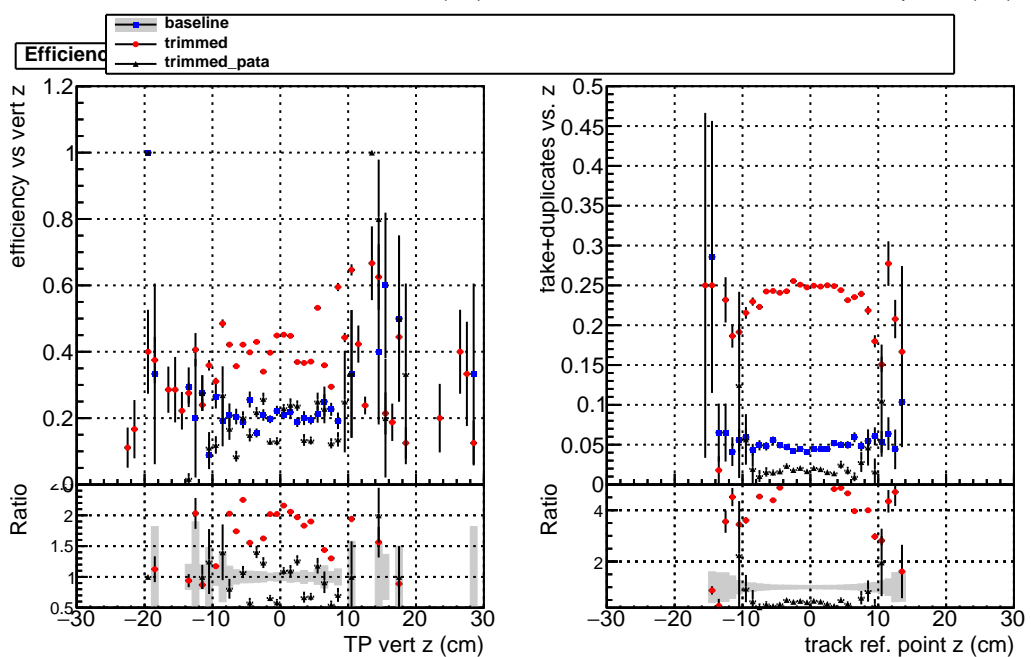 baseline
trimmed
trimmed_pata
Efficienc
efficiency vs vert z
1.2
1
0.8
0.6
0.4
0.2
0
Ratio
2
1.5
1
0.5
−30 −20 −10 0 10 20 30
TP vert z (cm)
fake+duplicates vs. z
0.5
0.45
0.4
0.35
0.3
0.25
0.2
0.15
0.1
0.05
0
Ratio
4
2
−30 −20 −10 0 10 20 30
track ref. point z (cm)